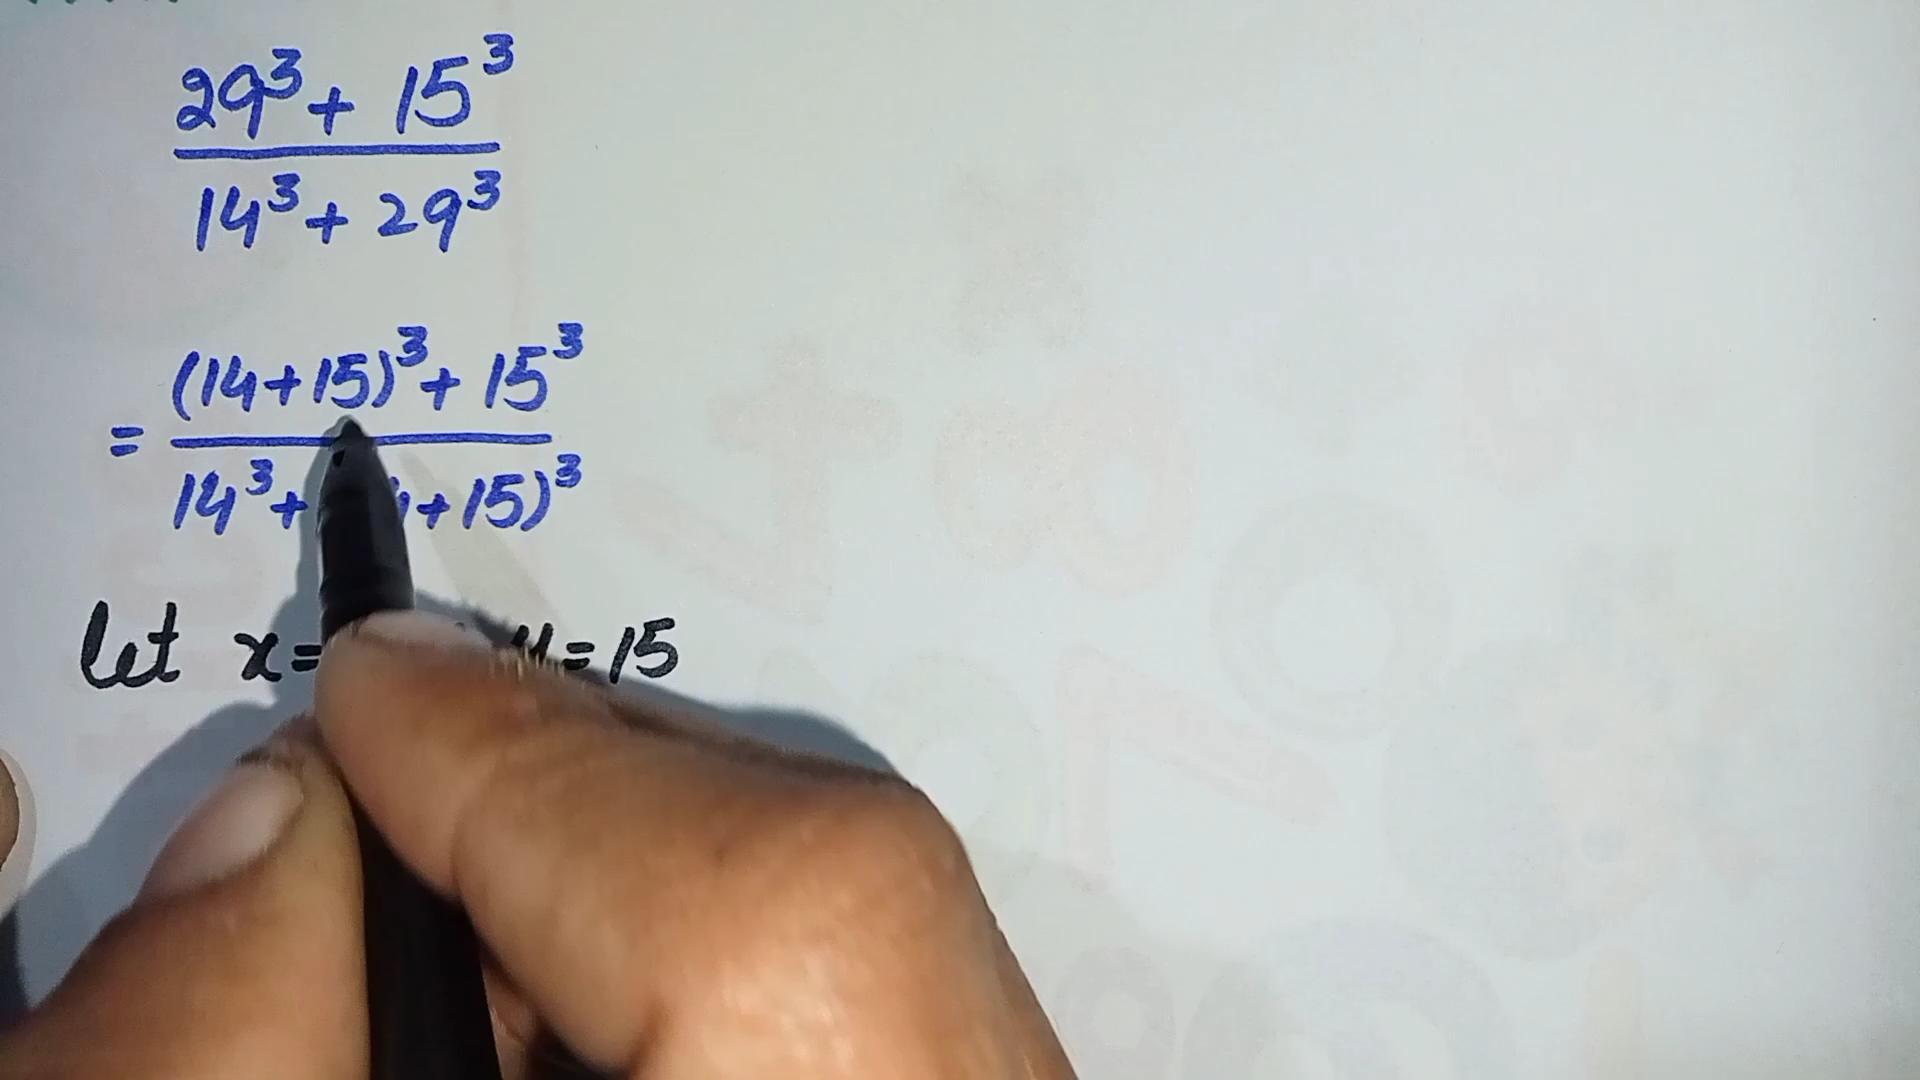 29³ + 15³
14³ + 29³
= (14+15)³ + 15³
14³ + +15)³
let x= y=15